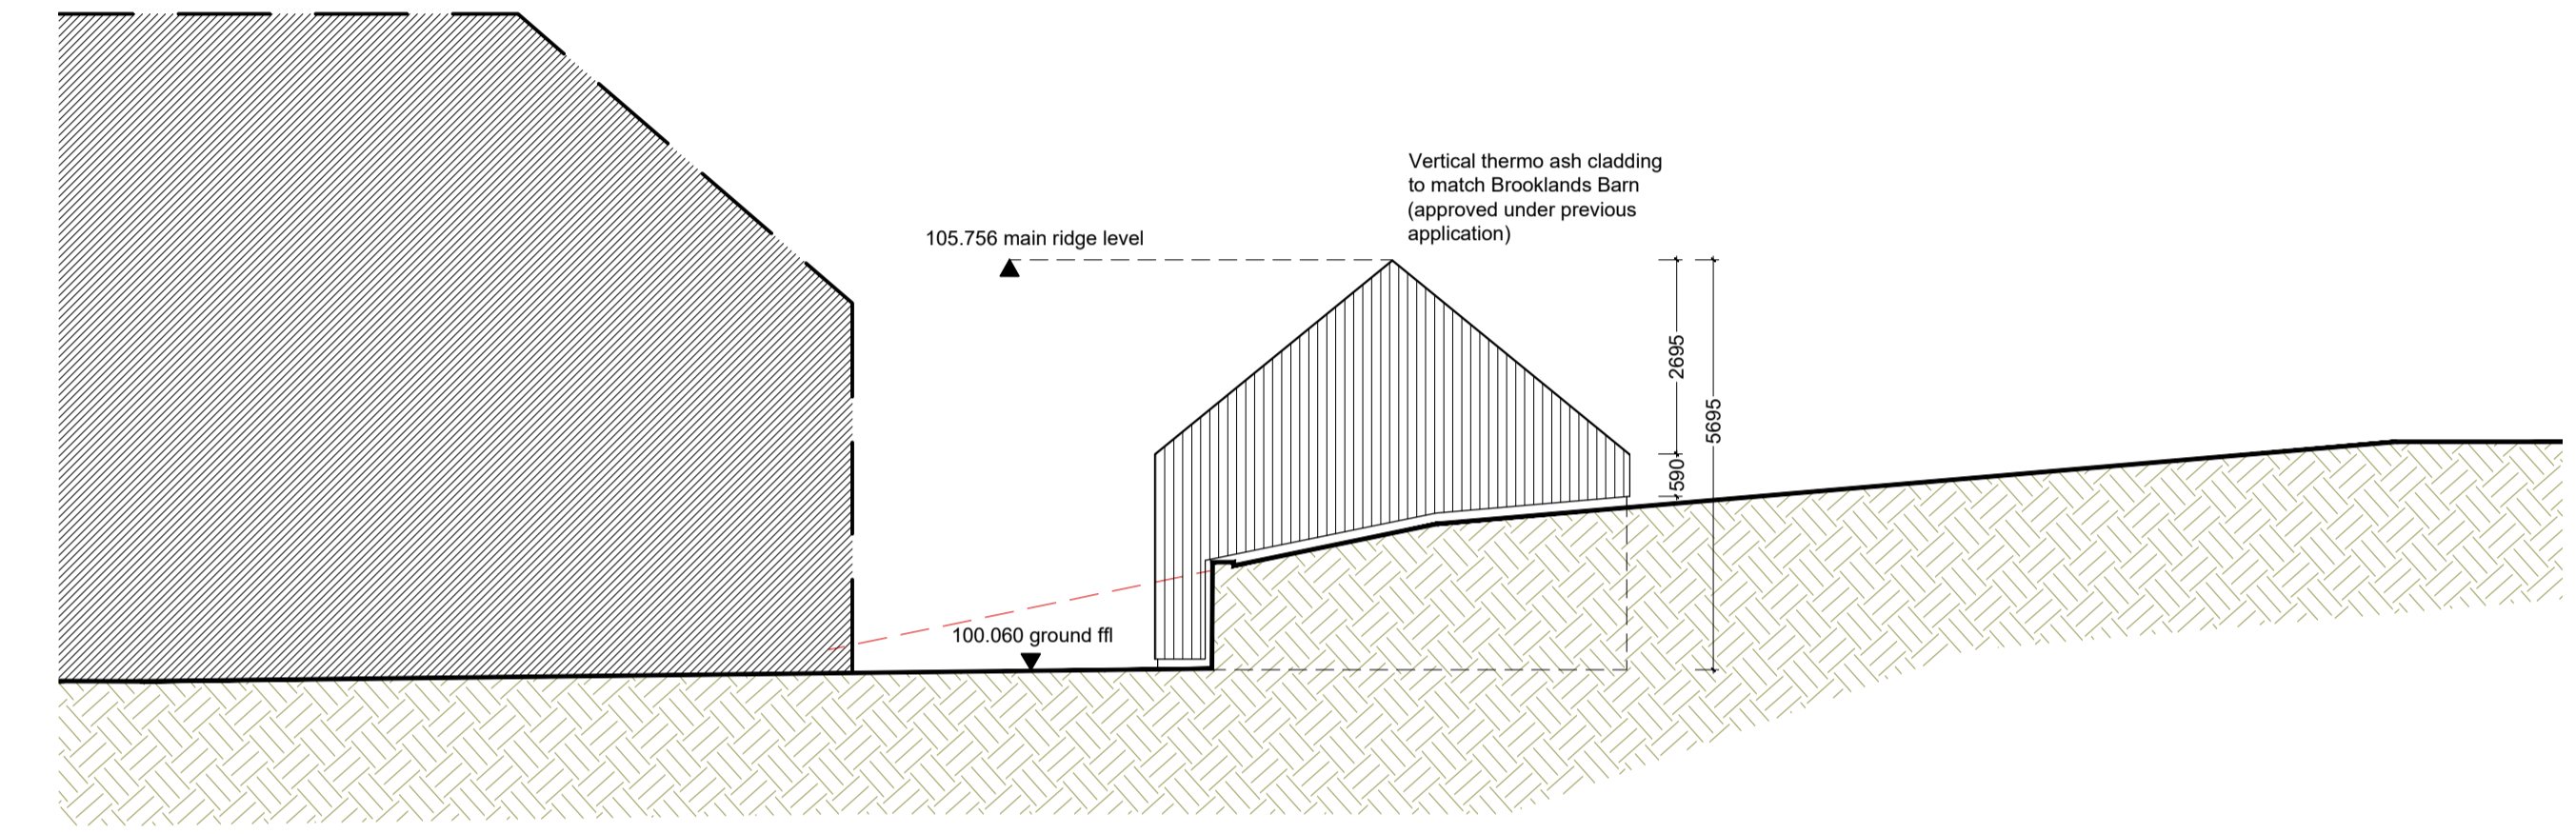 Vertical thermo ash cladding
to match Brooklands Barn
(approved under previous
application)
105.756 main ridge level
2695
5695
590
100.060 ground ffl